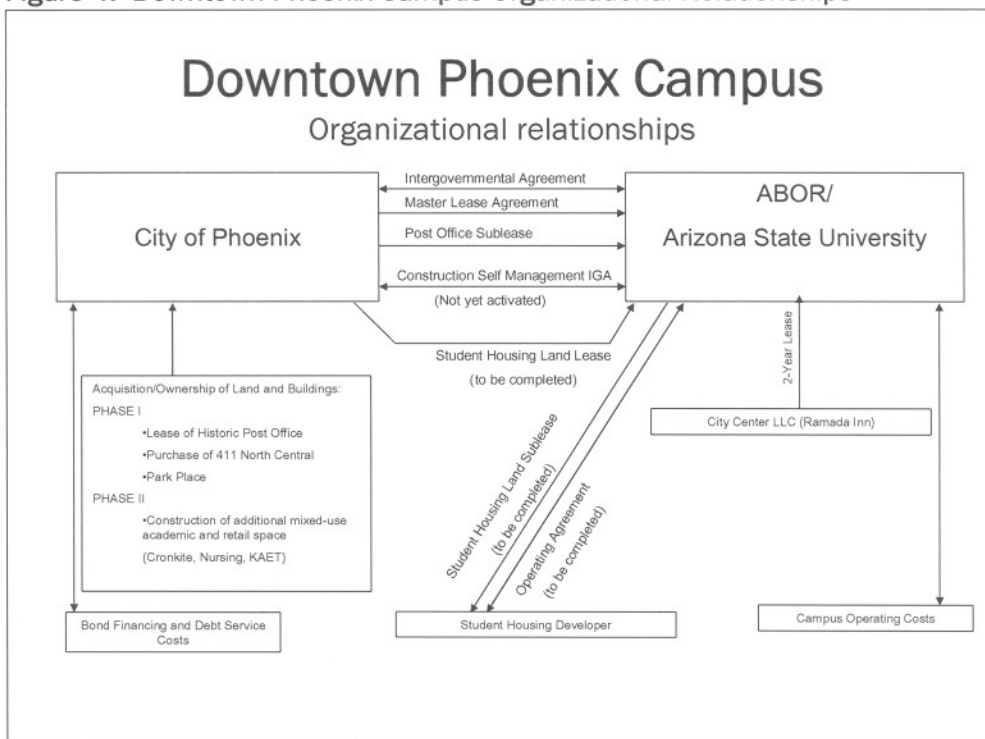 Downtown Phoenix Campus
Organizational relationships
City of Phoenix
Intergovernmental Agreement
Master Lease Agreement
Post Office Sublease
Construction Self Management IGA
(Not yet activated)
Student Housing Land Lease
(to be completed)
ABOR/
Arizona State University
2-Year Lease
City Center LLC (Ramada Inn)
Acquisition/Ownership of Land and Buildings:
PHASE I
•Lease of Historic Post Office
•Purchase of 411 North Central
•Park Place
PHASE II
•Construction of additional mixed-use
academic and retail space
(Cronkite, Nursing, KAET)
Student Housing Land Sublease
(to be completed)
Operating Agreement
(to be completed)
Bond Financing and Debt Service
Costs
Student Housing Developer
Campus Operating Costs